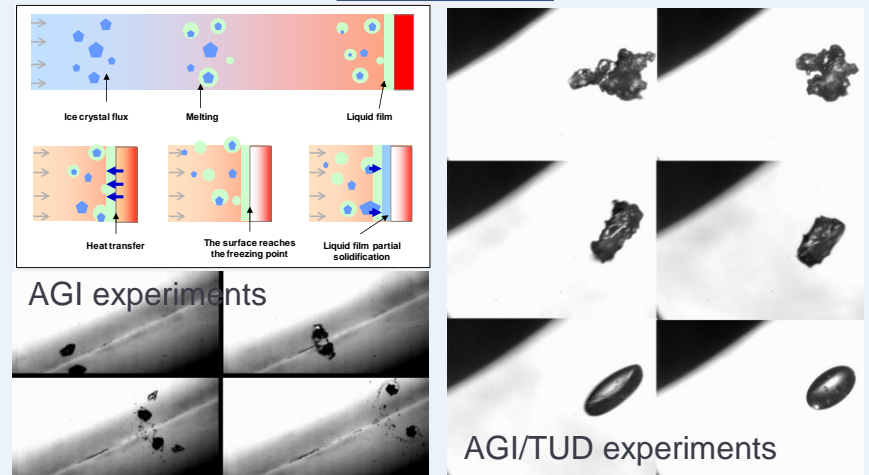 Ice crystal flux
Melting
Liquid film
Heat transfer
The surface reaches
the freezing point
Liquid film partial
solidification
AGI experiments
AGI/TUD experiments